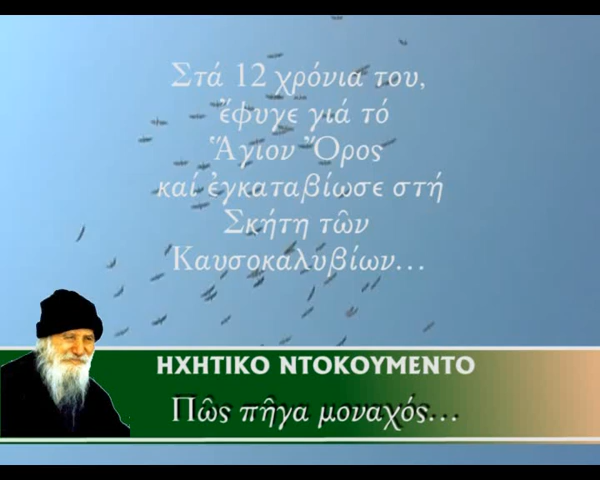 Στά 12 χρόνια του,
ἔφυγε γιά τό
Ἅγιον Ὄρος
καί ἐγκαταβίωσε στή
Σκήτη τῶν
Καυσοκαλυβίων...
ΗΧΗΤΙΚΟ ΝΤΟΚΟΥΜΕΝΤΟ
Πῶς πῆγα μοναχός...